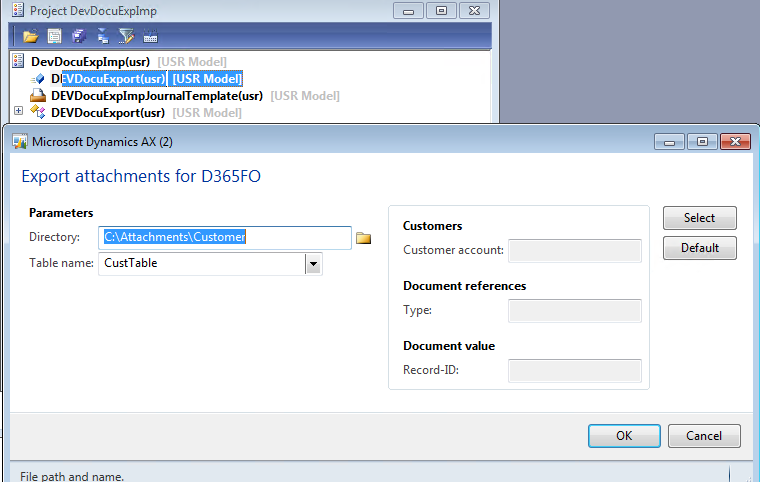 Project DevDocuExpImp
DevDocuExpImp(usr) [USR Model]
DEVDocuExport(usr) [USR Model]
DEVDocuExpImpJournalTemplate(usr) [USR Model]
DEVDocuExport(usr) [USR Model]
Microsoft Dynamics AX (2)
Export attachments for D365FO
Parameters
Directory: C:\Attachments\Customer
Table name: CustTable
Customers
Customer account:
Document references
Type:
Document value
Record-ID:
Select
Default
OK Cancel
File path and name.